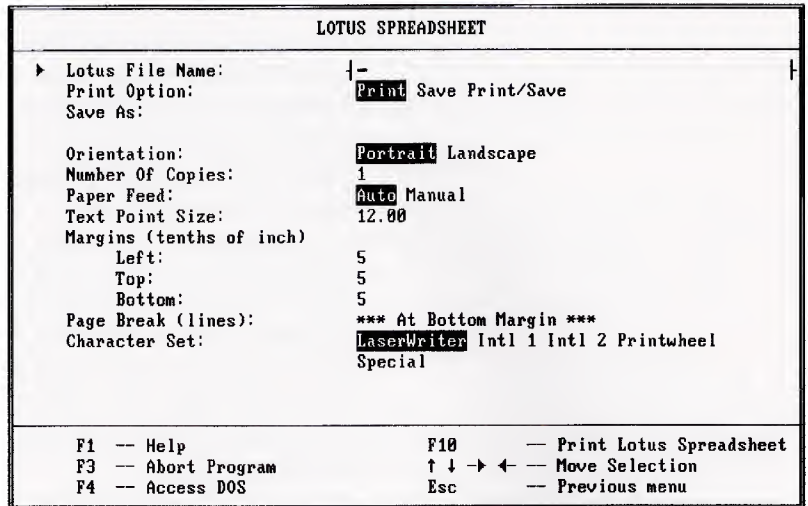 LOTUS SPREADSHEET
Lotus File Name: -
Print Option: Print Save Print/Save
Save As:
Orientation: Portrait Landscape
Number Of Copies: 1
Paper Feed: Auto Manual
Text Point Size: 12.00
Margins (tenths of inch)
Left: 5
Top: 5
Bottom: 5
Page Break (lines): *** At Bottom Margin ***
Character Set: LaserWriter Intl 1 Intl 2 Printwheel
Special
F1 -- Help F10 -- Print Lotus Spreadsheet
F3 -- Abort Program ↑ ↓ → ← -- Move Selection
F4 -- Access DOS Esc -- Previous menu